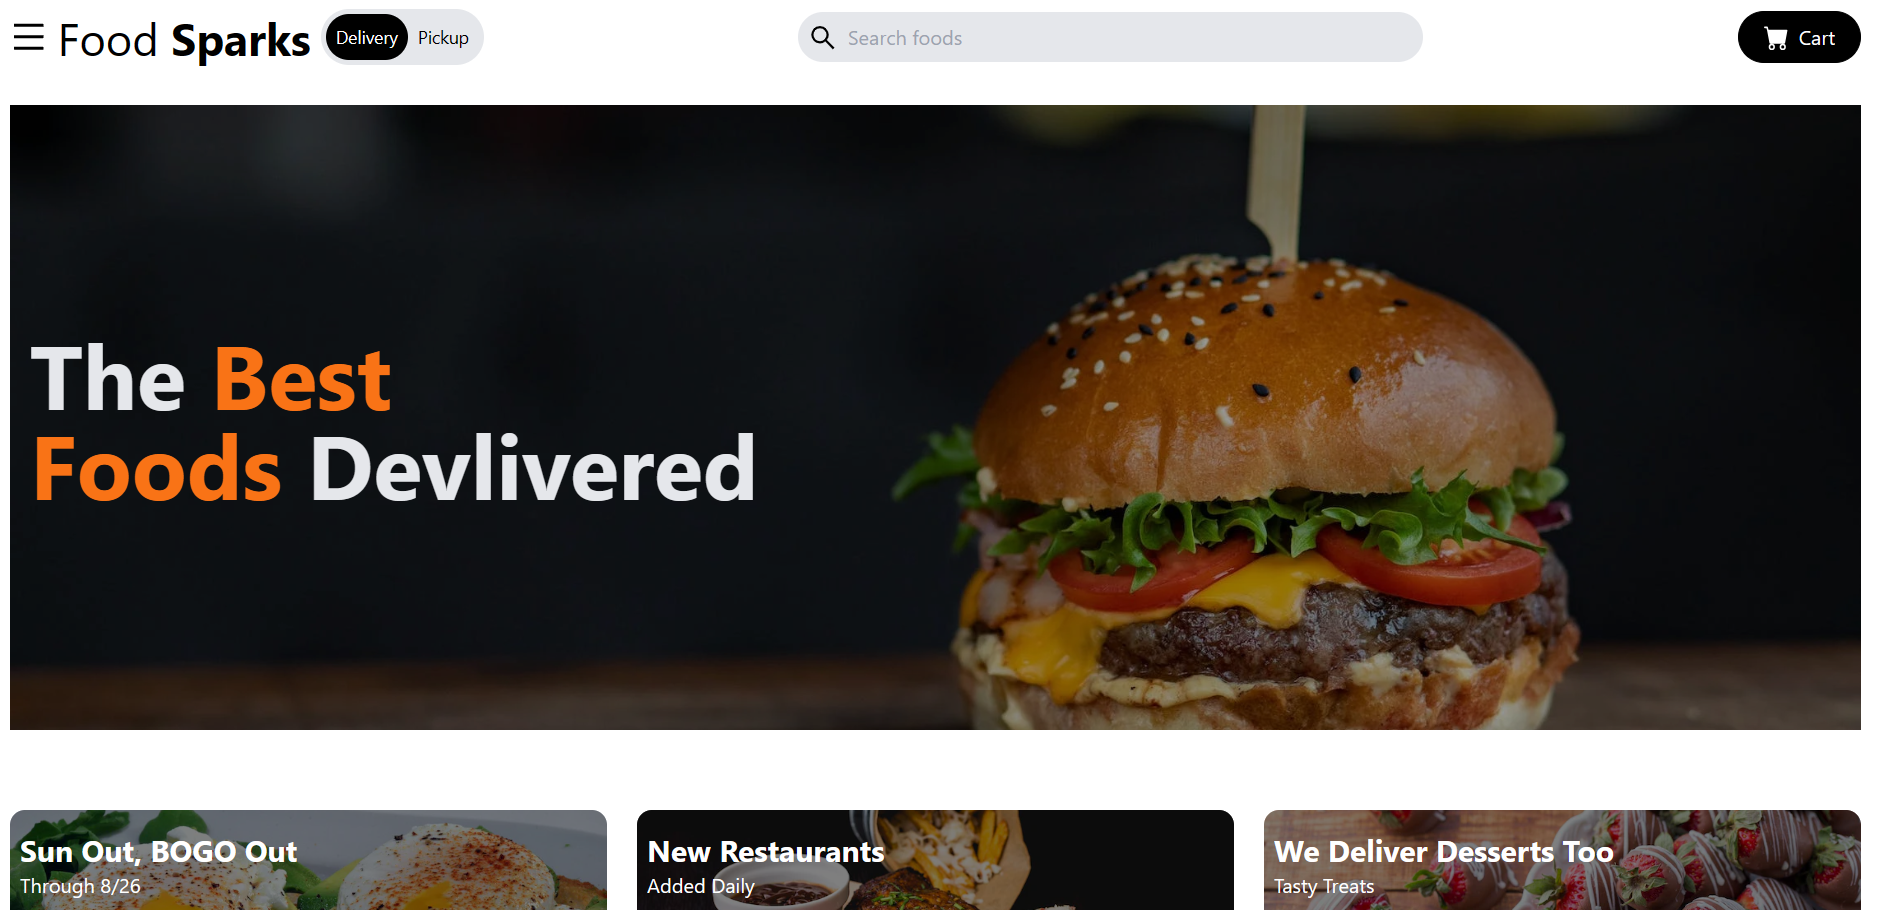 Food Sparks
Delivery Pickup
Search foods
Cart
The Best
Foods Devlivered
Sun Out, BOGO Out
Through 8/26
New Restaurants
Added Daily
We Deliver Desserts Too
Tasty Treats